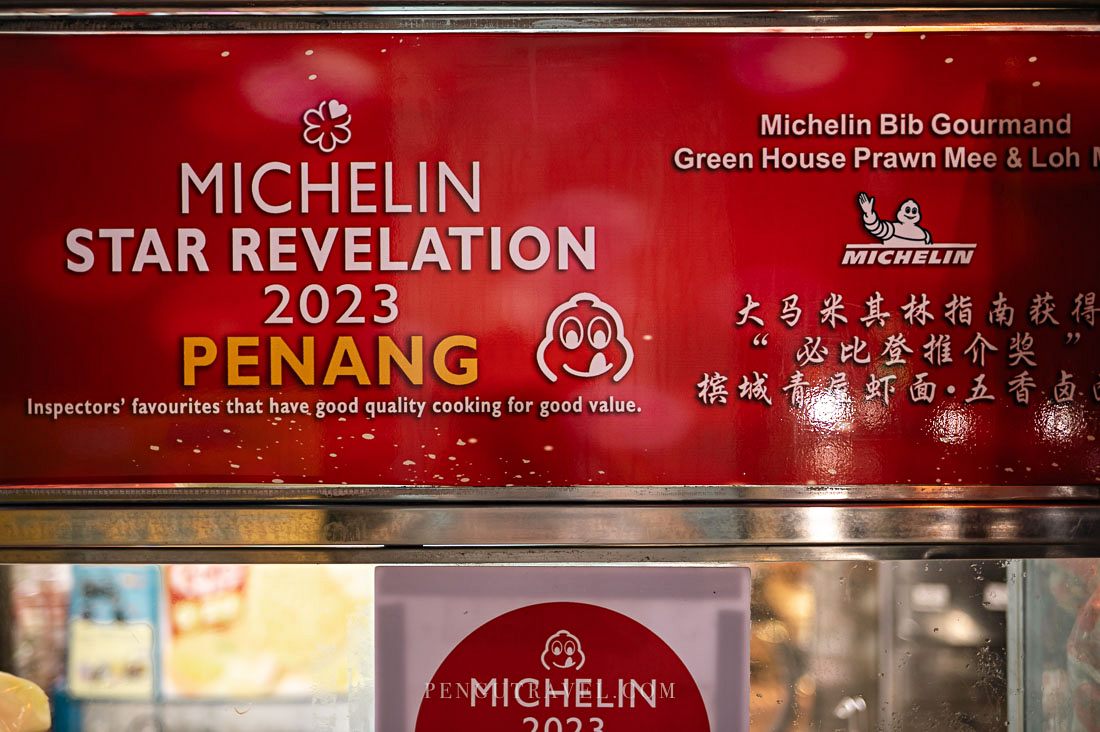 MICHELIN
STAR REVELATION
2023
PENANG
Inspectors' favourites that have good quality cooking for good value.
Michelin Bib Gourmand
Green House Prawn Mee & Loh
MICHELIN
大马米其林指南获得
“必比登推介奖”
槟城青屋虾面·五香卤
MICHELIN
2023
PENGUTRAVEL.COM